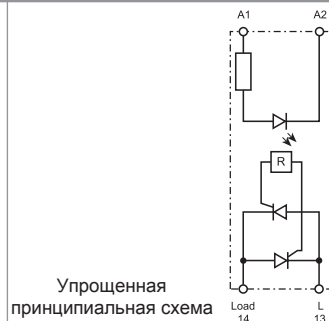 A1 A2
R
Упрощенная
принципиальная схема
Load L
14 13